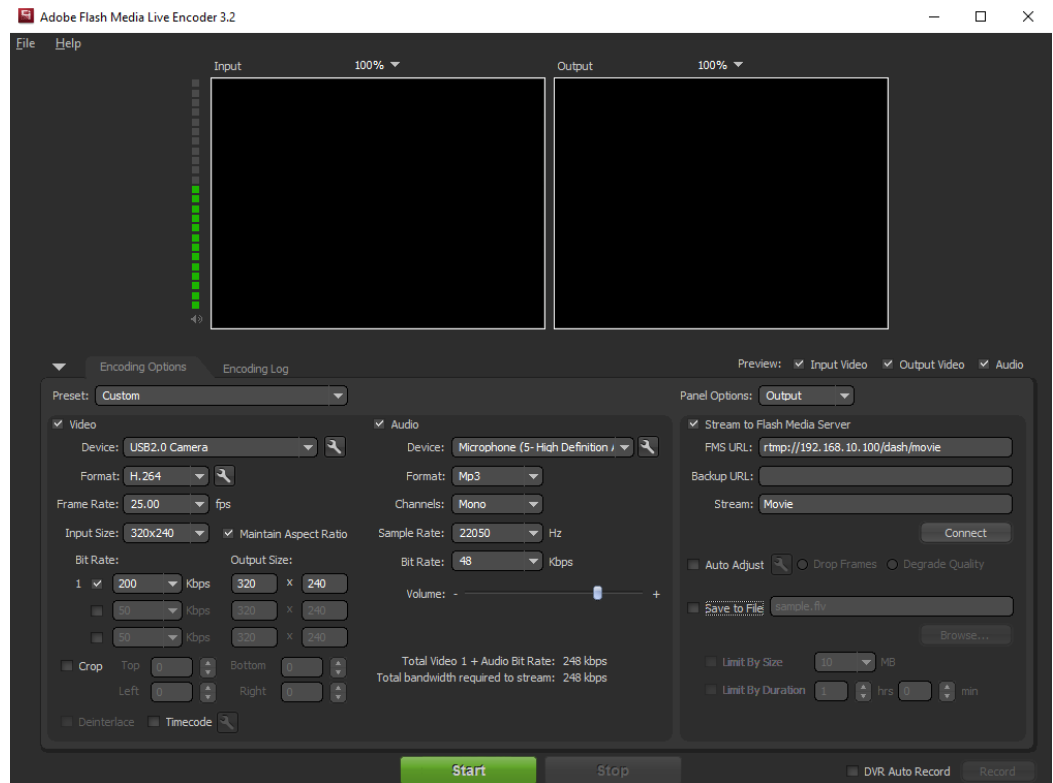 Adobe Flash Media Live Encoder 3.2
File Help
Input 100% Output 100%
Encoding Options Encoding Log Preview: Input Video Output Video Audio
Preset: Custom Panel Options: Output
Video Audio Stream to Flash Media Server
Device: USB2.0 Camera Device: Microphone (5- High Definition A FMS URL: rtmp://192.168.10.100/dash/movie
Format: H.264 Format: Mp3 Backup URL:
Frame Rate: 25.00 fps Channels: Mono Stream: Movie
Input Size: 320x240 Maintain Aspect Ratio Sample Rate: 22050 Hz Connect
Bit Rate: Output Size: Bit Rate: 48 Kbps Auto Adjust Drop Frames Degrade Quality
1 200 Kbps 320 x 240 Volume: - +
50 Kbps 320 x 240 Save to File sample.flv
50 Kbps 320 x 240 Browse...
Crop Top 0 Bottom 0 Total Video 1 + Audio Bit Rate: 248 kbps Limit By Size 10 MB
Left 0 Right 0 Total bandwidth required to stream: 248 kbps Limit By Duration 1 hrs 0 min
Deinterlace Timecode
Start Stop DVR Auto Record Record